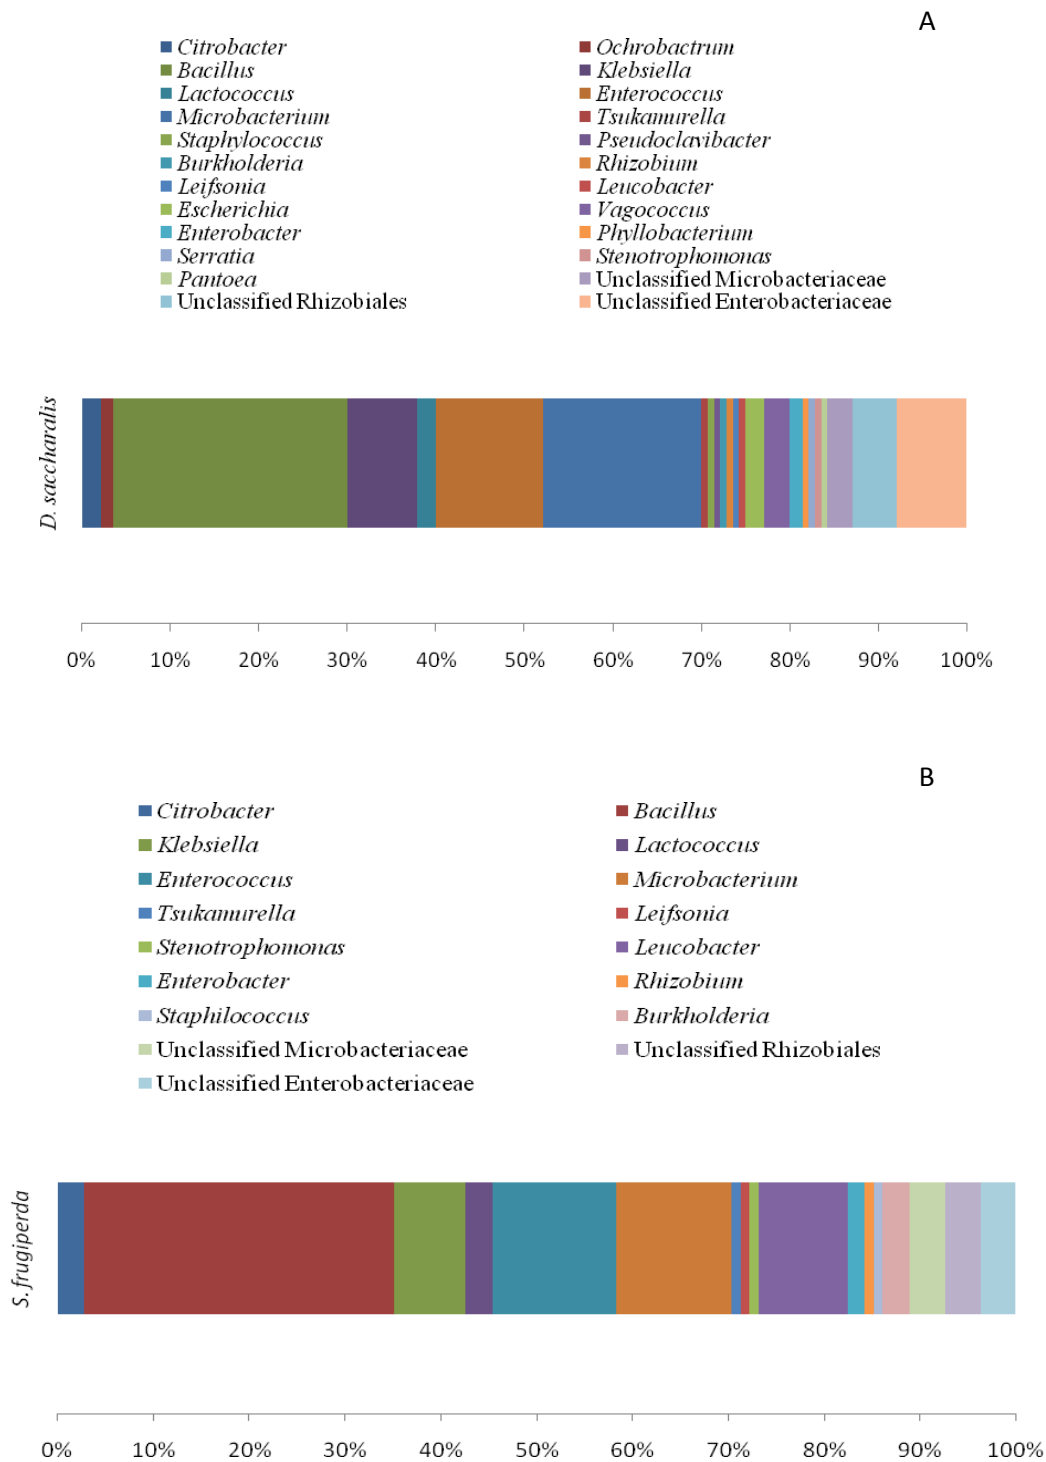 A
Citrobacter Ochrobactrum
Bacillus Klebsiella
Lactococcus Enterococcus
Microbacterium Tsukamurella
Staphylococcus Pseudoclavibacter
Burkholderia Rhizobium
Leifsonia Leucobacter
Escherichia Vagococcus
Enterobacter Phyllobacterium
Serratia Stenotrophomonas
Pantoea Unclassified Microbacteriaceae
Unclassified Rhizobiales Unclassified Enterobacteriaceae
D. saccharalis
0% 10% 20% 30% 40% 50% 60% 70% 80% 90% 100%
B
Citrobacter Bacillus
Klebsiella Lactococcus
Enterococcus Microbacterium
Tsukamurella Leifsonia
Stenotrophomonas Leucobacter
Enterobacter Rhizobium
Staphilococcus Burkholderia
Unclassified Microbacteriaceae Unclassified Rhizobiales
Unclassified Enterobacteriaceae
S. frugiperda
0% 10% 20% 30% 40% 50% 60% 70% 80% 90% 100%